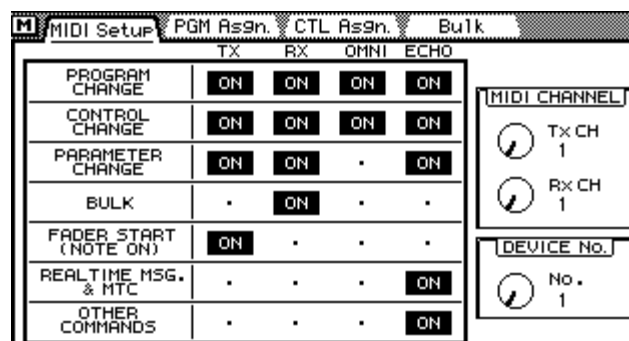 M MIDI Setup PGM Asgn. CTL Asgn. Bulk
TX RX OMNI ECHO
PROGRAM CHANGE ON ON ON ON
CONTROL CHANGE ON ON ON ON
PARAMETER CHANGE ON ON · ON
BULK · ON · ·
FADER START (NOTE ON) ON · · ·
REALTIME MSG. & MTC · · · ON
OTHER COMMANDS · · · ON
MIDI CHANNEL
Tx CH
1
Rx CH
1
DEVICE No.
No.
1